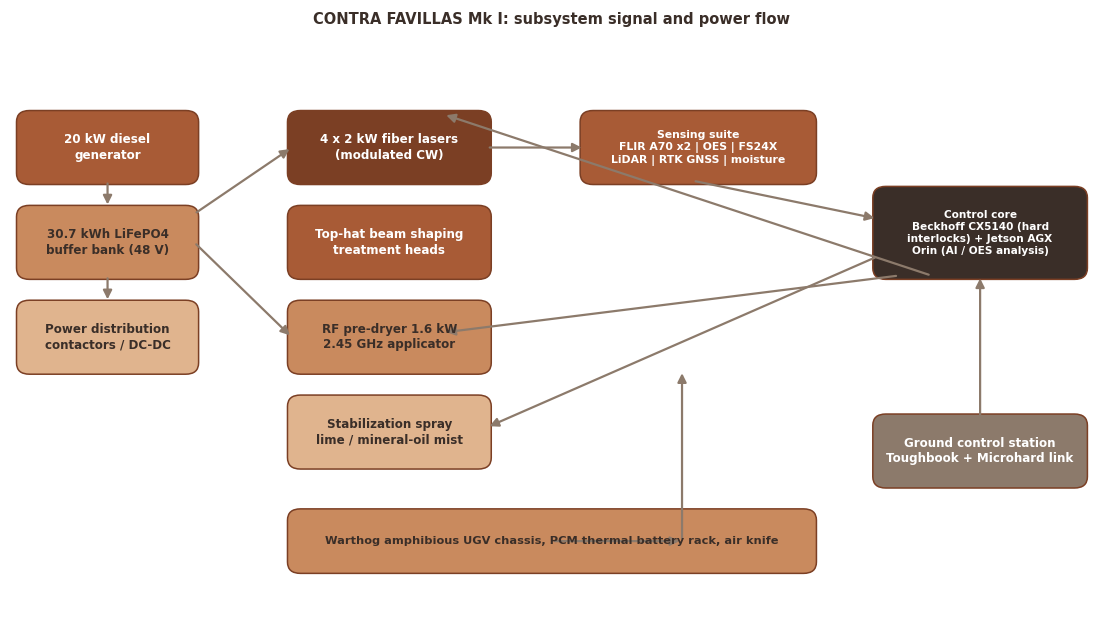 CONTRA FAVILLAS Mk I: subsystem signal and power flow
20 kW diesel
generator
4 x 2 kW fiber lasers
(modulated CW)
Sensing suite
FLIR A70 x2 | OES | FS24X
LiDAR | RTK GNSS | moisture
30.7 kWh LiFePO4
buffer bank (48 V)
Top-hat beam shaping
treatment heads
Control core
Beckhoff CX5140 (hard
interlocks) + Jetson AGX
Orin (AI / OES analysis)
Power distribution
contactors / DC-DC
RF pre-dryer 1.6 kW
2.45 GHz applicator
Stabilization spray
lime / mineral-oil mist
Ground control station
Toughbook + Microhard link
Warthog amphibious UGV chassis, PCM thermal battery rack, air knife